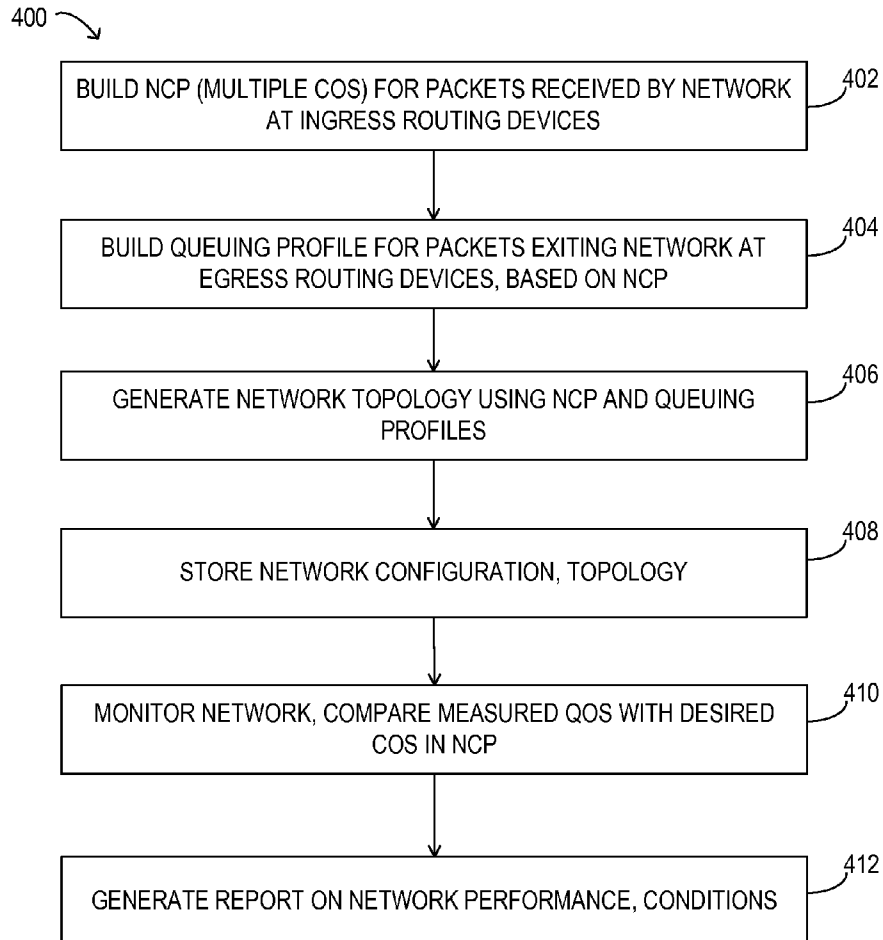 400
BUILD NCP (MULTIPLE COS) FOR PACKETS RECEIVED BY NETWORK
AT INGRESS ROUTING DEVICES
402
BUILD QUEUING PROFILE FOR PACKETS EXITING NETWORK AT
EGRESS ROUTING DEVICES, BASED ON NCP
404
GENERATE NETWORK TOPOLOGY USING NCP AND QUEUING
PROFILES
406
STORE NETWORK CONFIGURATION, TOPOLOGY
408
MONITOR NETWORK, COMPARE MEASURED QOS WITH DESIRED
COS IN NCP
410
GENERATE REPORT ON NETWORK PERFORMANCE, CONDITIONS
412